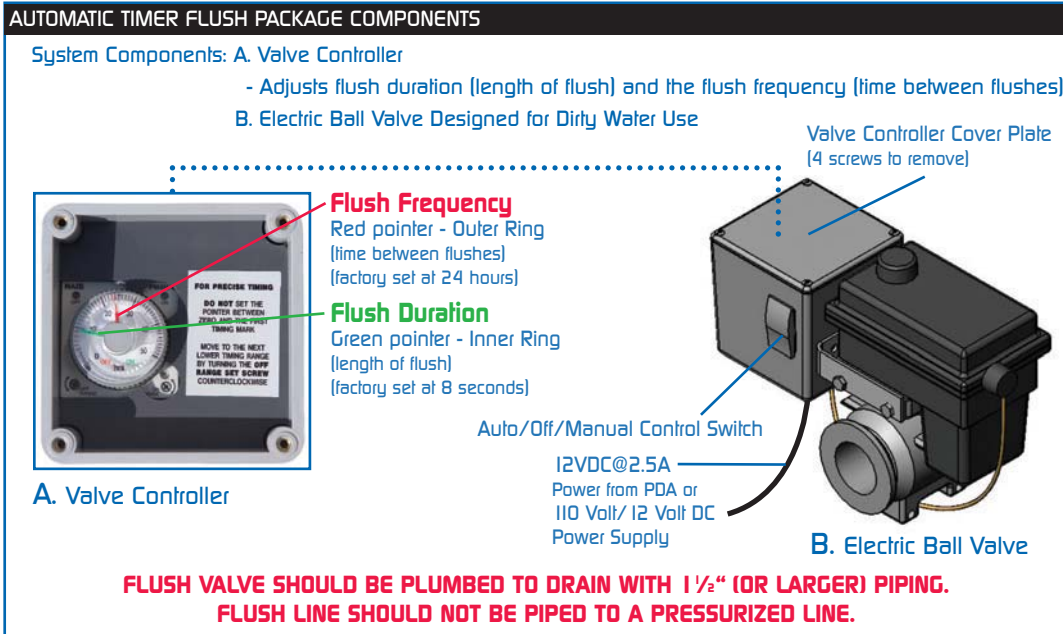 AUTOMATIC TIMER FLUSH PACKAGE COMPONENTS
System Components: A. Valve Controller
- Adjusts flush duration (length of flush) and the flush frequency (time between flushes)
B. Electric Ball Valve Designed for Dirty Water Use
Valve Controller Cover Plate
(4 screws to remove)
Flush Frequency
Red pointer - Outer Ring
(time between flushes)
(factory set at 24 hours)
Flush Duration
Green pointer - Inner Ring
(length of flush)
(factory set at 8 seconds)
FOR PRECISE TIMING
DO NOT SET THE
POINTER BETWEEN
ZERO AND THE FIRST
TIMING MARK
MOVE TO THE NEXT
LOWER TIMING RANGE
BY TURNING THE OFF
RANGE SET SCREW
COUNTERCLOCKWISE
Auto/Off/Manual Control Switch
12VDC@2.5A
Power from PDA or
110 Volt/ 12 Volt DC
Power Supply
A. Valve Controller
B. Electric Ball Valve
FLUSH VALVE SHOULD BE PLUMBED TO DRAIN WITH 1 ½“ (OR LARGER) PIPING.
FLUSH LINE SHOULD NOT BE PIPED TO A PRESSURIZED LINE.